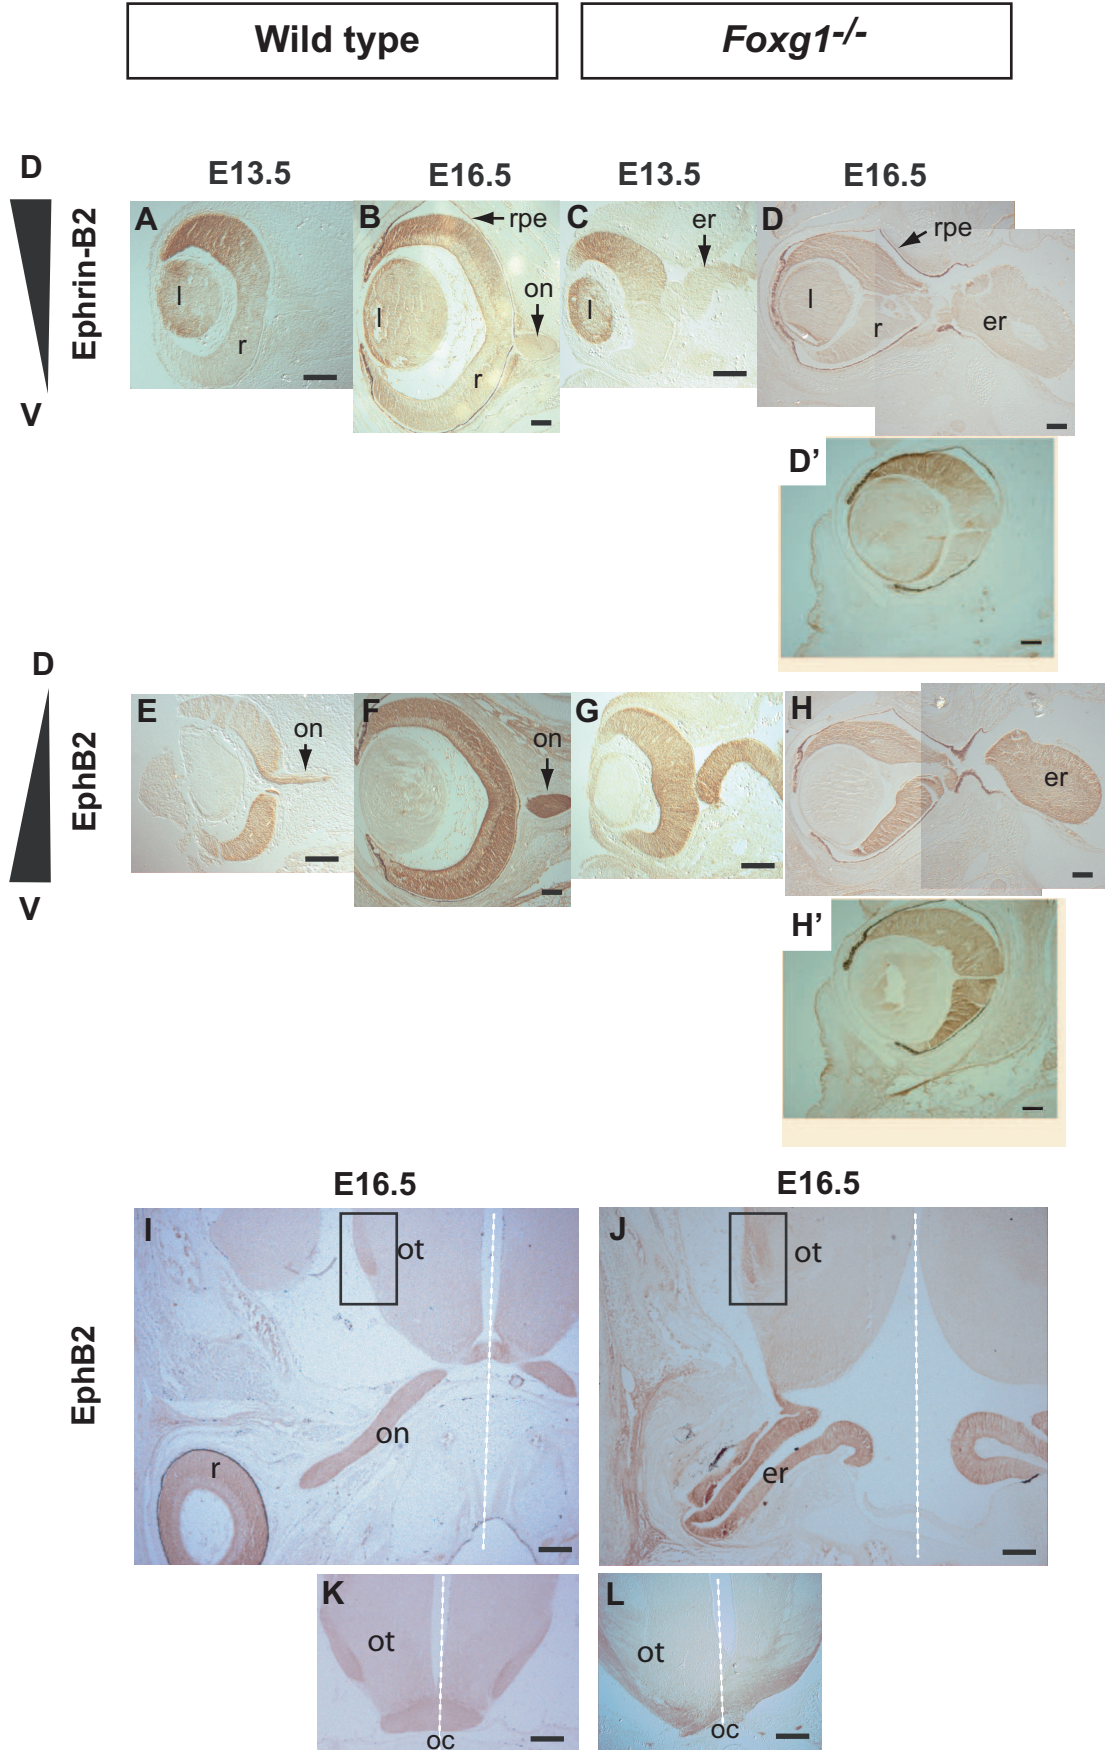 Wild type
Foxg1-/-
D
E13.5
E16.5
E13.5
E16.5
Ephrin-B2
V
A
l
r
B
rpe
on
l
r
C
er
l
D
rpe
l
r
er
D'
D
EphB2
V
E
on
F
on
G
H
er
H'
E16.5
E16.5
EphB2
I
ot
on
r
J
ot
er
K
ot
oc
L
ot
oc